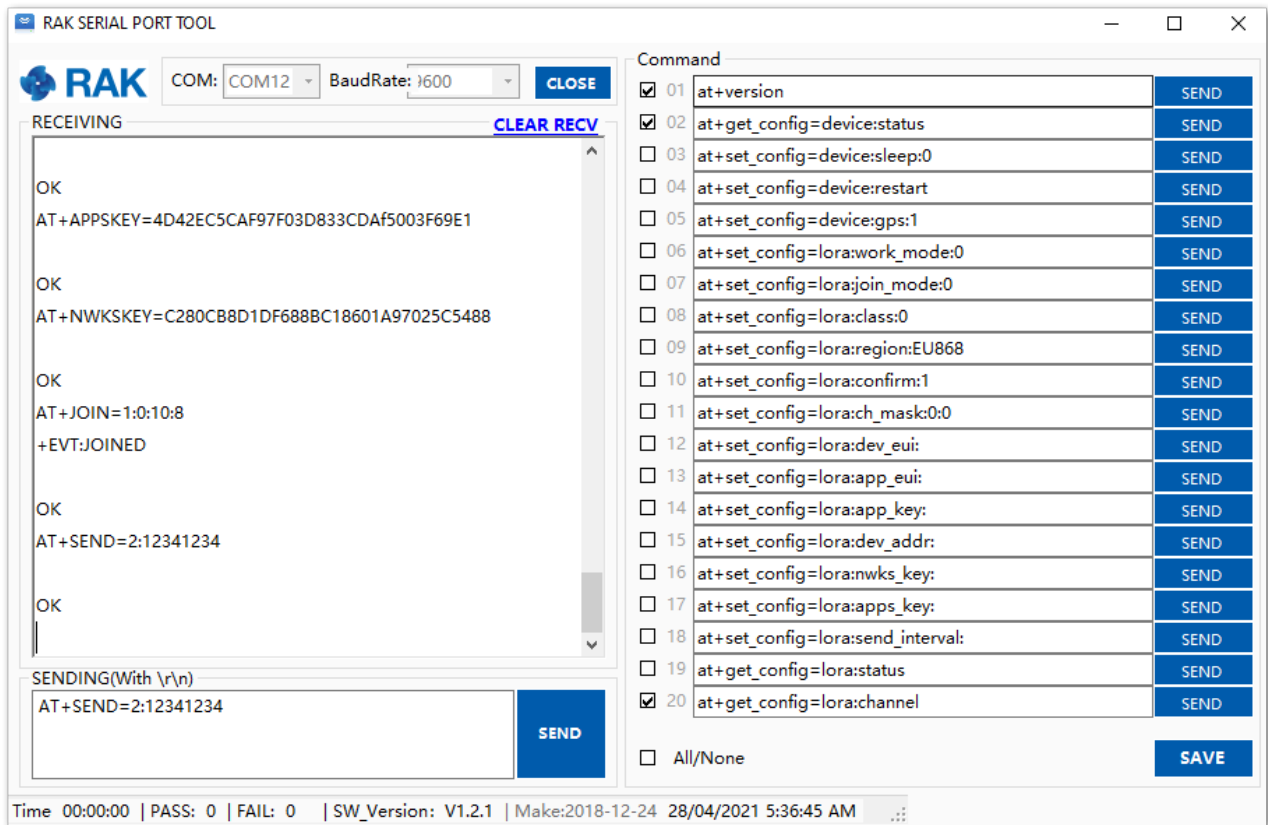 RAK SERIAL PORT TOOL
RAK COM: COM12 BaudRate: 9600 CLOSE
RECEIVING CLEAR RECV
OK
AT+APPSKEY=4D42EC5CAF97F03D833CDAf5003F69E1
OK
AT+NWKSKEY=C280CB8D1DF688BC18601A97025C5488
OK
AT+JOIN=1:0:10:8
+EVT:JOINED
OK
AT+SEND=2:12341234
OK
SENDING(With \r\n)
AT+SEND=2:12341234
SEND
Command
01 at+version SEND
02 at+get_config=device:status SEND
03 at+set_config=device:sleep:0 SEND
04 at+set_config=device:restart SEND
05 at+set_config=device:gps:1 SEND
06 at+set_config=lora:work_mode:0 SEND
07 at+set_config=lora:join_mode:0 SEND
08 at+set_config=lora:class:0 SEND
09 at+set_config=lora:region:EU868 SEND
10 at+set_config=lora:confirm:1 SEND
11 at+set_config=lora:ch_mask:0:0 SEND
12 at+set_config=lora:dev_eui: SEND
13 at+set_config=lora:app_eui: SEND
14 at+set_config=lora:app_key: SEND
15 at+set_config=lora:dev_addr: SEND
16 at+set_config=lora:nwks_key: SEND
17 at+set_config=lora:apps_key: SEND
18 at+set_config=lora:send_interval: SEND
19 at+get_config=lora:status SEND
20 at+get_config=lora:channel SEND
All/None SAVE
Time 00:00:00 | PASS: 0 | FAIL: 0 | SW_Version: V1.2.1 | Make:2018-12-24 28/04/2021 5:36:45 AM